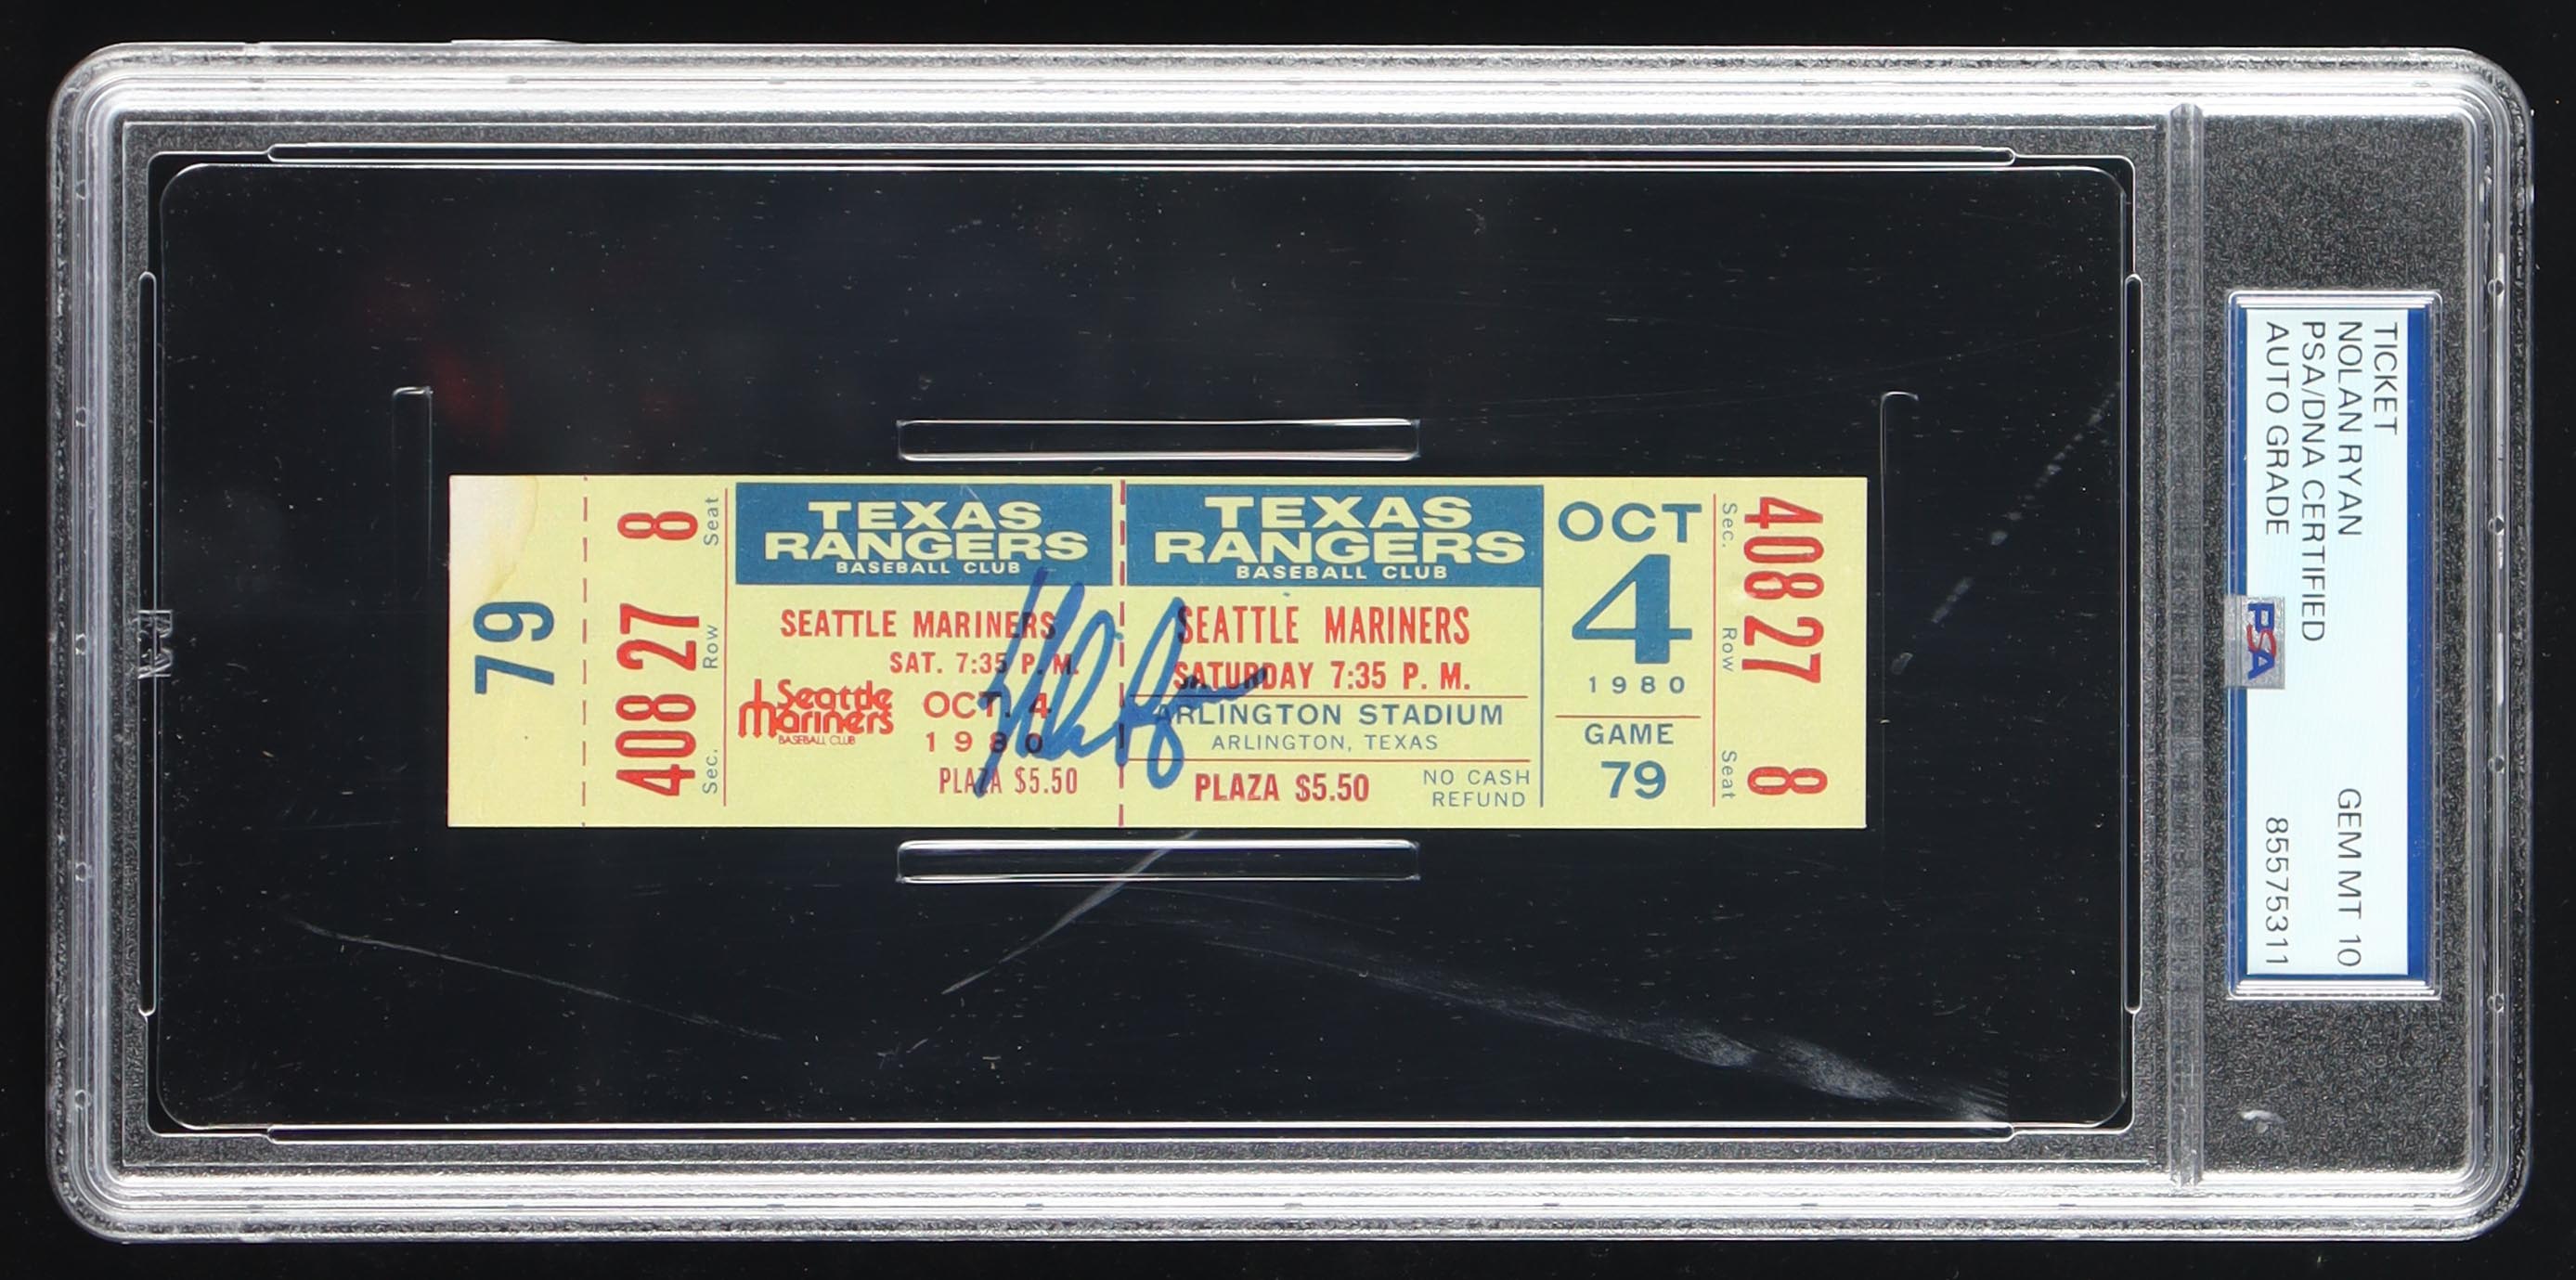 79
8 Seat
27 Row
408 Sec.
TEXAS
RANGERS
BASEBALL CLUB
SEATTLE MARINERS
SAT. 7:35 P. M.
Seattle
Mariners
BASEBALL CLUB
OCT. 4
1980
PLAZA $5.50
Nolan Ryan
TEXAS
RANGERS
BASEBALL CLUB
SEATTLE MARINERS
SATURDAY 7:35 P. M.
ARLINGTON STADIUM
ARLINGTON, TEXAS
PLAZA $5.50
NO CASH
REFUND
OCT
4
1980
GAME
79
Sec. 408
Row 27
Seat 8
TICKET
NOLAN RYAN GEM MT 10
PSA/DNA CERTIFIED
AUTO GRADE 85575311
PSA